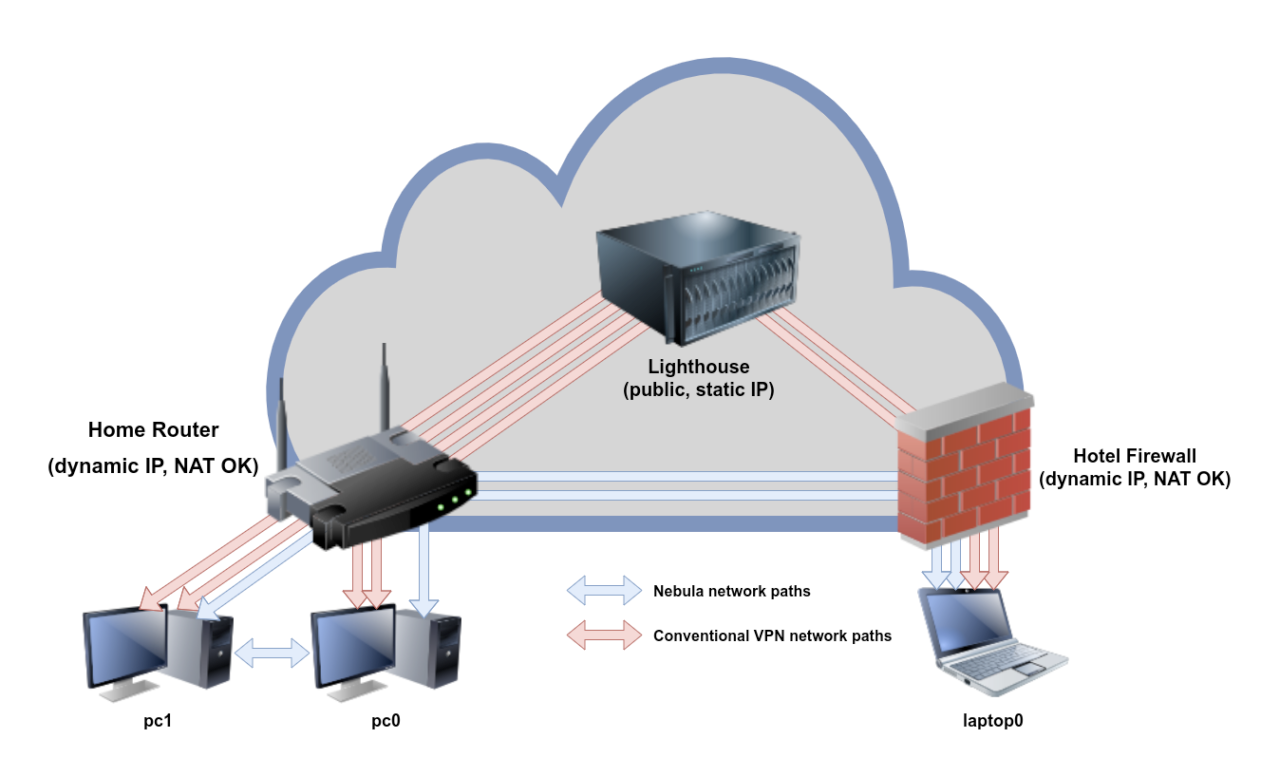 Lighthouse
(public, static IP)
Home Router
(dynamic IP, NAT OK)
Hotel Firewall
(dynamic IP, NAT OK)
Nebula network paths
Conventional VPN network paths
pc1
pc0
laptop0